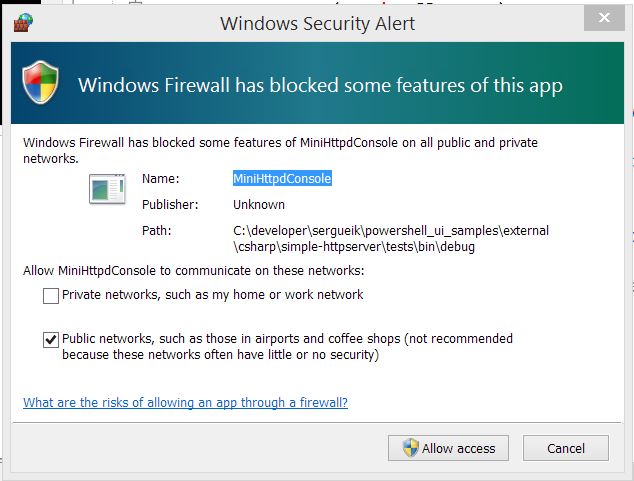 Windows Security Alert
Windows Firewall has blocked some features of this app
Windows Firewall has blocked some features of MiniHttpdConsole on all public and private
networks.
Name: MiniHttpdConsole
Publisher: Unknown
Path: C:\developer\sergueik\powershell_ui_samples\external
\csharp\simple-httpserver\tests\bin\debug
Allow MiniHttpdConsole to communicate on these networks:
Private networks, such as my home or work network
Public networks, such as those in airports and coffee shops (not recommended
because these networks often have little or no security)
What are the risks of allowing an app through a firewall?
Allow access Cancel